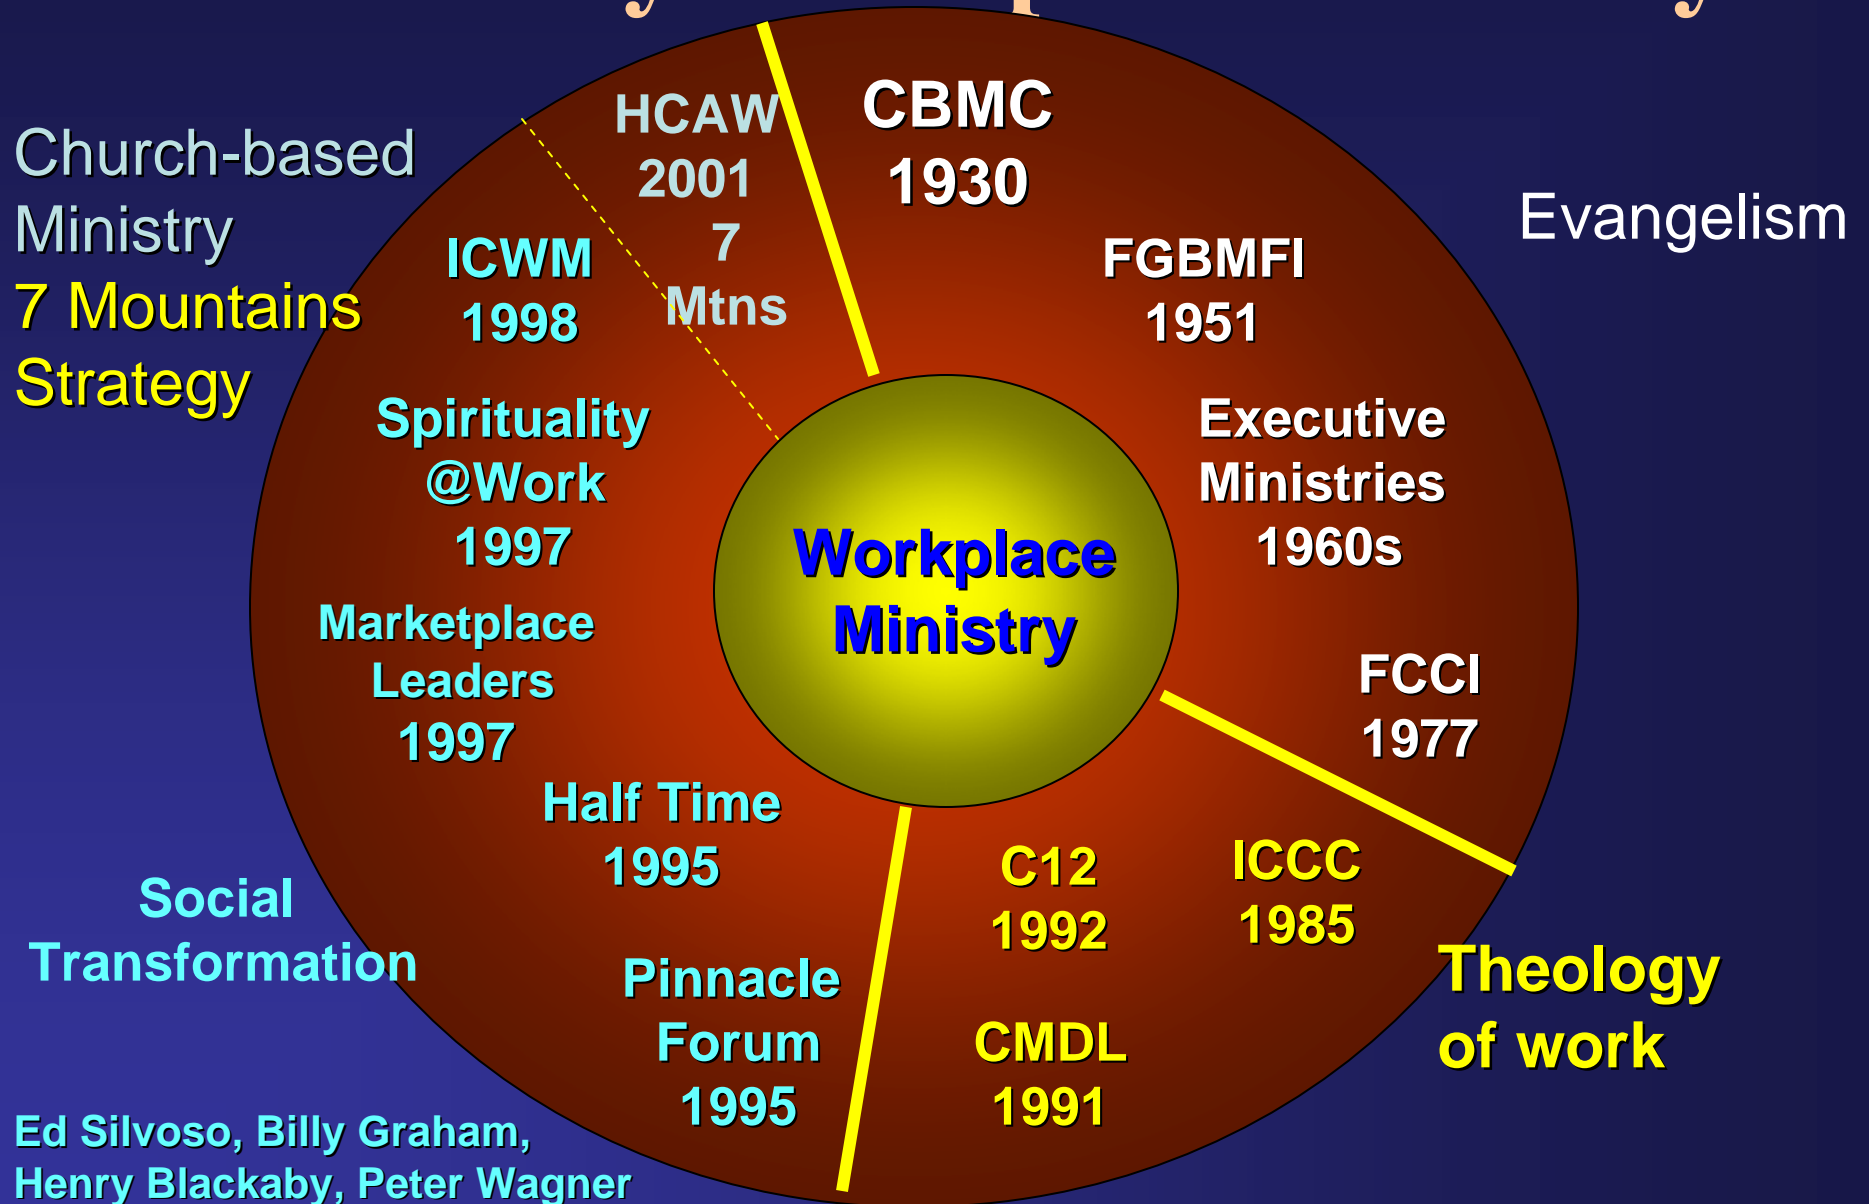 Church-based
Ministry
7 Mountains
Strategy
HCAW
2001
7
Mtns
CBMC
1930
Evangelism
ICWM
1998
FGBMFI
1951
Spirituality
@Work
1997
Executive
Ministries
1960s
Workplace
Ministry
Marketplace
Leaders
1997
FCCI
1977
Half Time
1995
C12
1992
ICCC
1985
Social
Transformation
Theology
of work
Pinnacle
Forum
1995
CMDL
1991
Ed Silvoso, Billy Graham,
Henry Blackaby, Peter Wagner